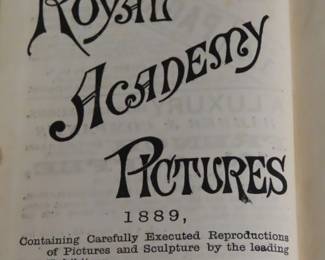 ROYAL
ACADEMY
PICTURES
1889,
Containing Carefully Executed Reproductions
of Pictures and Sculpture by the leading